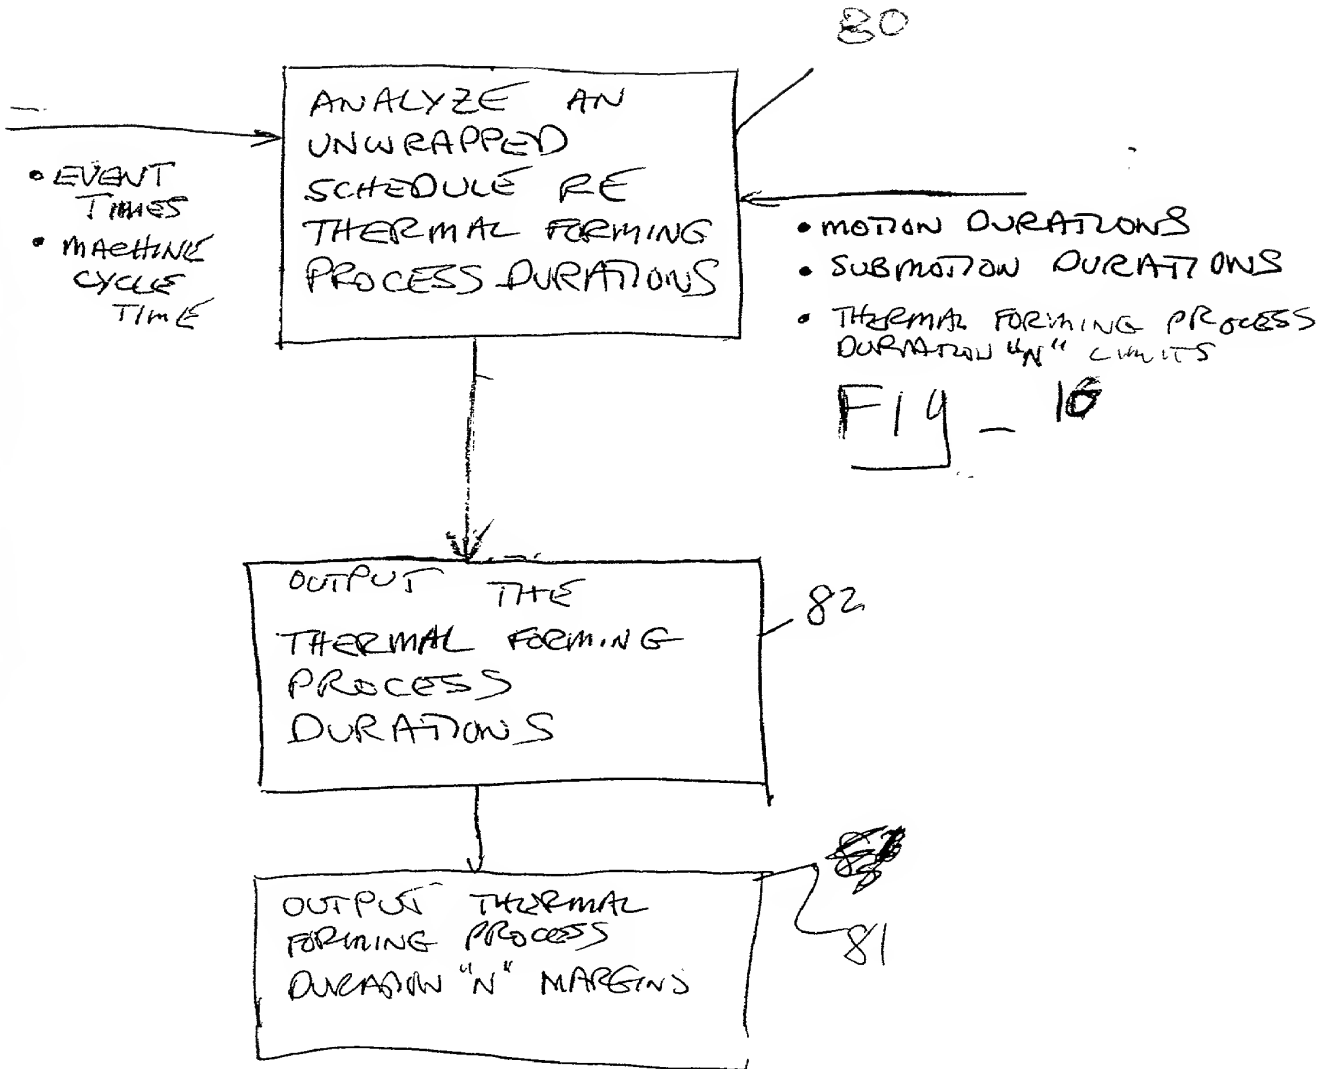 80
ANALYZE AN
UNWRAPPED
SCHEDULE RE
THERMAL FORMING
PROCESS DURATIONS
• EVENT
TIMES
• MACHINE
CYCLE
TIME
• MOTION DURATIONS
• SUBMOTION DURATIONS
• THERMAL FORMING PROCESS
DURATION "N" LIMITS
Fig _ 16
OUTPUT THE
THERMAL FORMING
PROCESS
DURATIONS
82
OUTPUT THERMAL
FORMING PROCESS
DURATION "N" MARGINS
81